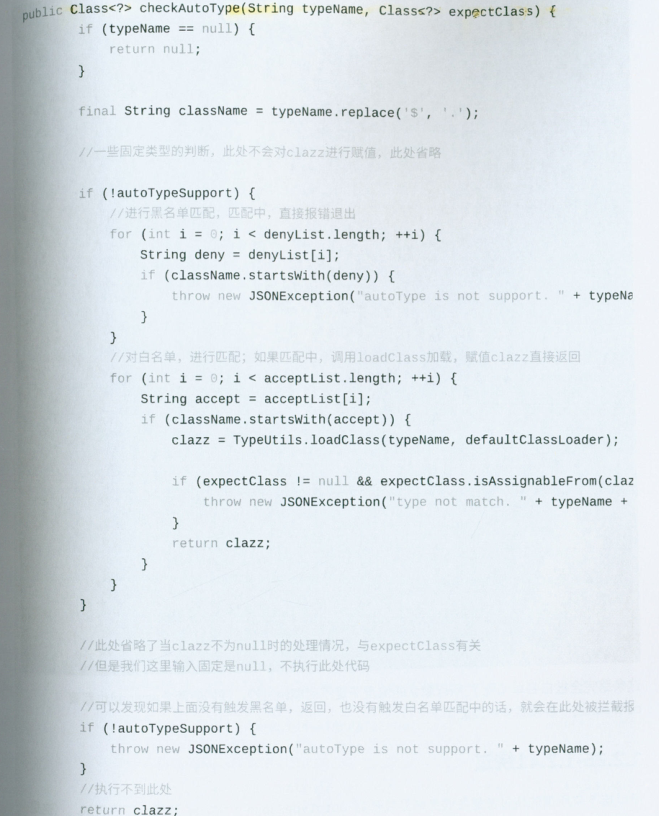 public Class<?> checkAutoType(String typeName, Class<?> expectClass) {
if (typeName == null) {
return null;
}
final String className = typeName.replace('$', '.');
//一些固定类型的判断，此处不会对clazz进行赋值，此处省略
if (!autoTypeSupport) {
//进行黑名单匹配，匹配中，直接报错退出
for (int i = 0; i < denyList.length; ++i) {
String deny = denyList[i];
if (className.startsWith(deny)) {
throw new JSONException("autoType is not support. " + typeNa
}
}
//对白名单，进行匹配；如果匹配中，调用loadClass加载，赋值clazz直接返回
for (int i = 0; i < acceptList.length; ++i) {
String accept = acceptList[i];
if (className.startsWith(accept)) {
clazz = TypeUtils.loadClass(typeName, defaultClassLoader);
if (expectClass != null && expectClass.isAssignableFrom(claz
throw new JSONException("type not match. " + typeName +
}
return clazz;
}
}
}
//此处省略了当clazz不为null时的处理情况，与expectClass有关
//但是我们这里输入固定是null，不执行此处代码
//可以发现如果上面没有触发黑名单，返回，也没有触发白名单匹配中的话，就会在此处被拦截报
if (!autoTypeSupport) {
throw new JSONException("autoType is not support. " + typeName);
}
//执行不到此处
return clazz;